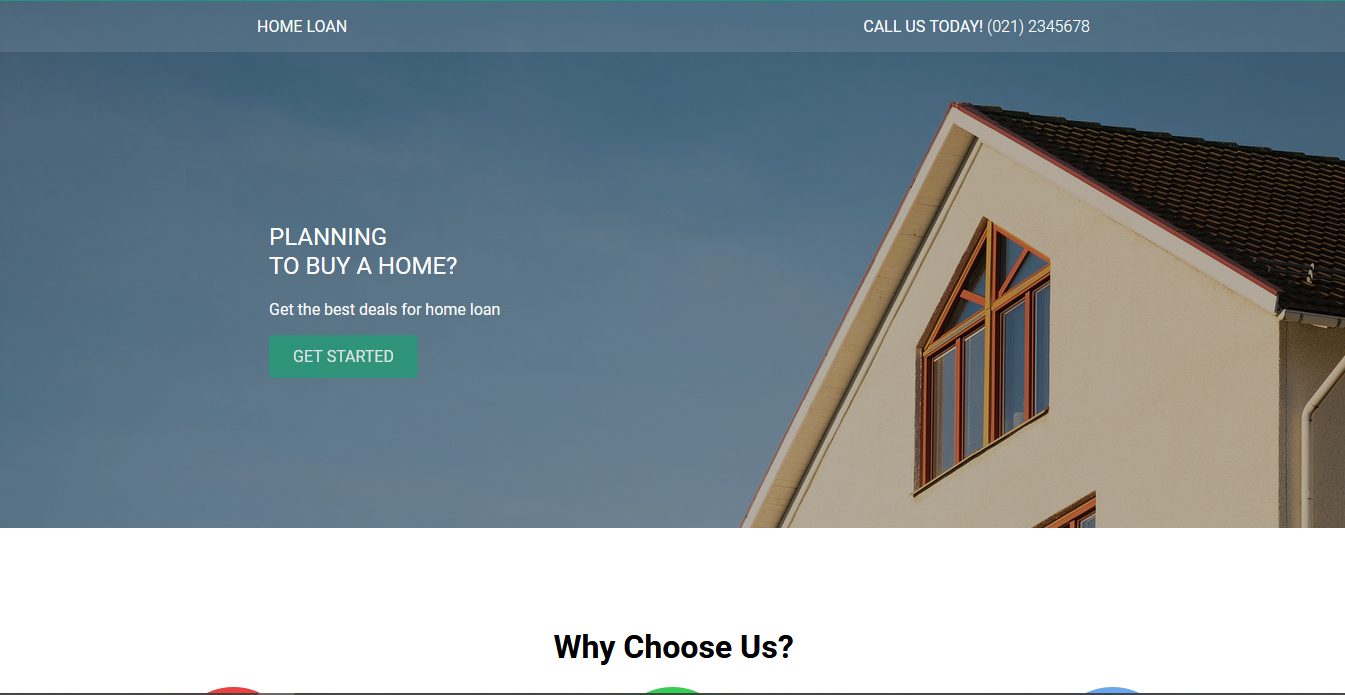 HOME LOAN
CALL US TODAY! (021) 2345678
PLANNING
TO BUY A HOME?
Get the best deals for home loan
GET STARTED
Why Choose Us?